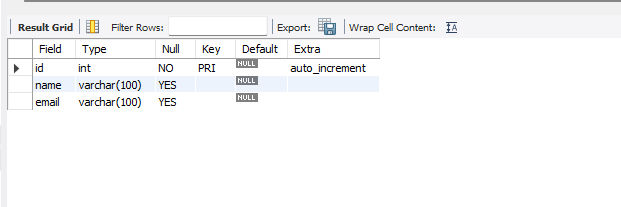 Result Grid Filter Rows: Export: Wrap Cell Content:
Field Type Null Key Default Extra
id int NO PRI NULL auto_increment
name varchar(100) YES NULL
email varchar(100) YES NULL